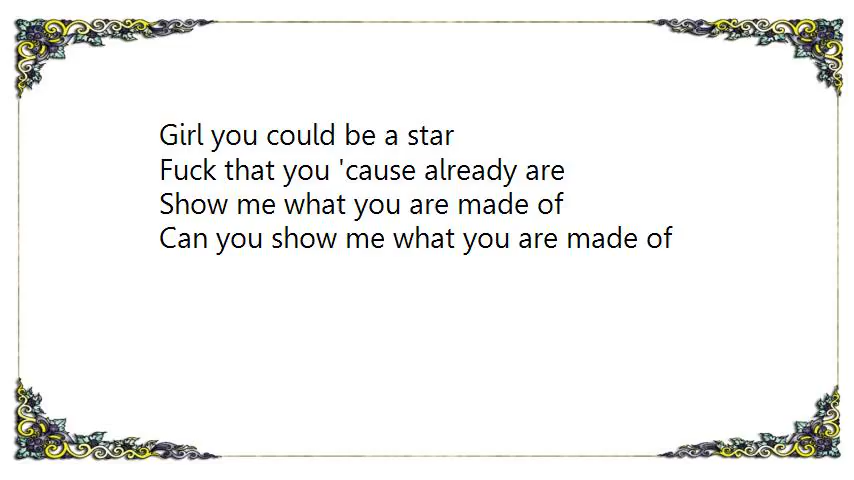 Girl you could be a star
Fuck that you 'cause already are
Show me what you are made of
Can you show me what you are made of